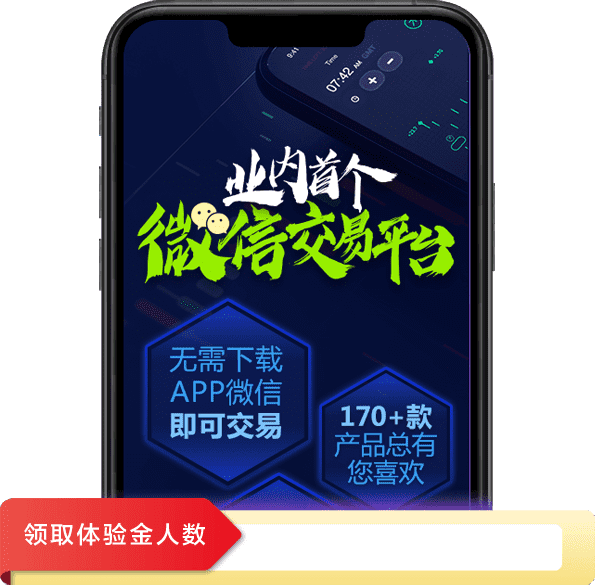 9:41
Time
GMT
07:42 AM
业内首个
微信交易平台
无需下载
APP微信
即可交易
170+款
产品总有
您喜欢
领取体验金人数